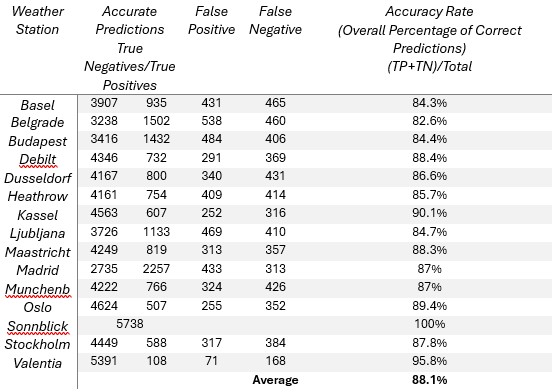 Weather Station Accurate Predictions True Negatives/True Positives False Positive False Negative Accuracy Rate (Overall Percentage of Correct Predictions) (TP+TN)/Total
Basel 3907 935 431 465 84.3%
Belgrade 3238 1502 538 460 82.6%
Budapest 3416 1432 484 406 84.4%
Debilt 4346 732 291 369 88.4%
Dusseldorf 4167 800 340 431 86.6%
Heathrow 4161 754 409 414 85.7%
Kassel 4563 607 252 316 90.1%
Ljubljana 3726 1133 469 410 84.7%
Maastricht 4249 819 313 357 88.3%
Madrid 2735 2257 433 313 87%
Munchenb 4222 766 324 426 87%
Oslo 4624 507 255 352 89.4%
Sonnblick 5738 100%
Stockholm 4449 588 317 384 87.8%
Valentia 5391 108 71 168 95.8%
Average 88.1%